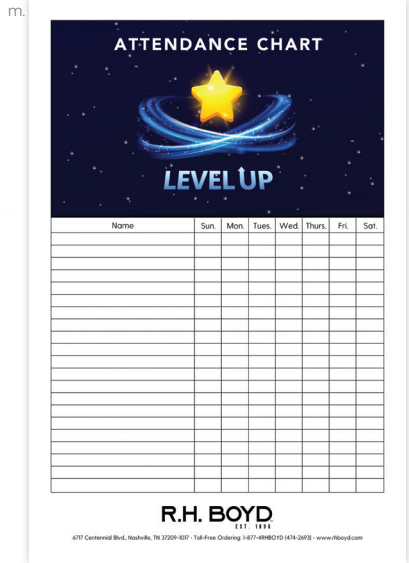 m.
ATTENDANCE CHART
LEVEL UP
Name Sun. Mon. Tues. Wed. Thurs. Fri. Sat.
R.H. BOYD
EST. 1896
6717 Centennial Blvd., Nashville, TN 37209-1017 • Toll-Free Ordering: 1-877-4RHBOYD (474-2693) • www.rhboyd.com